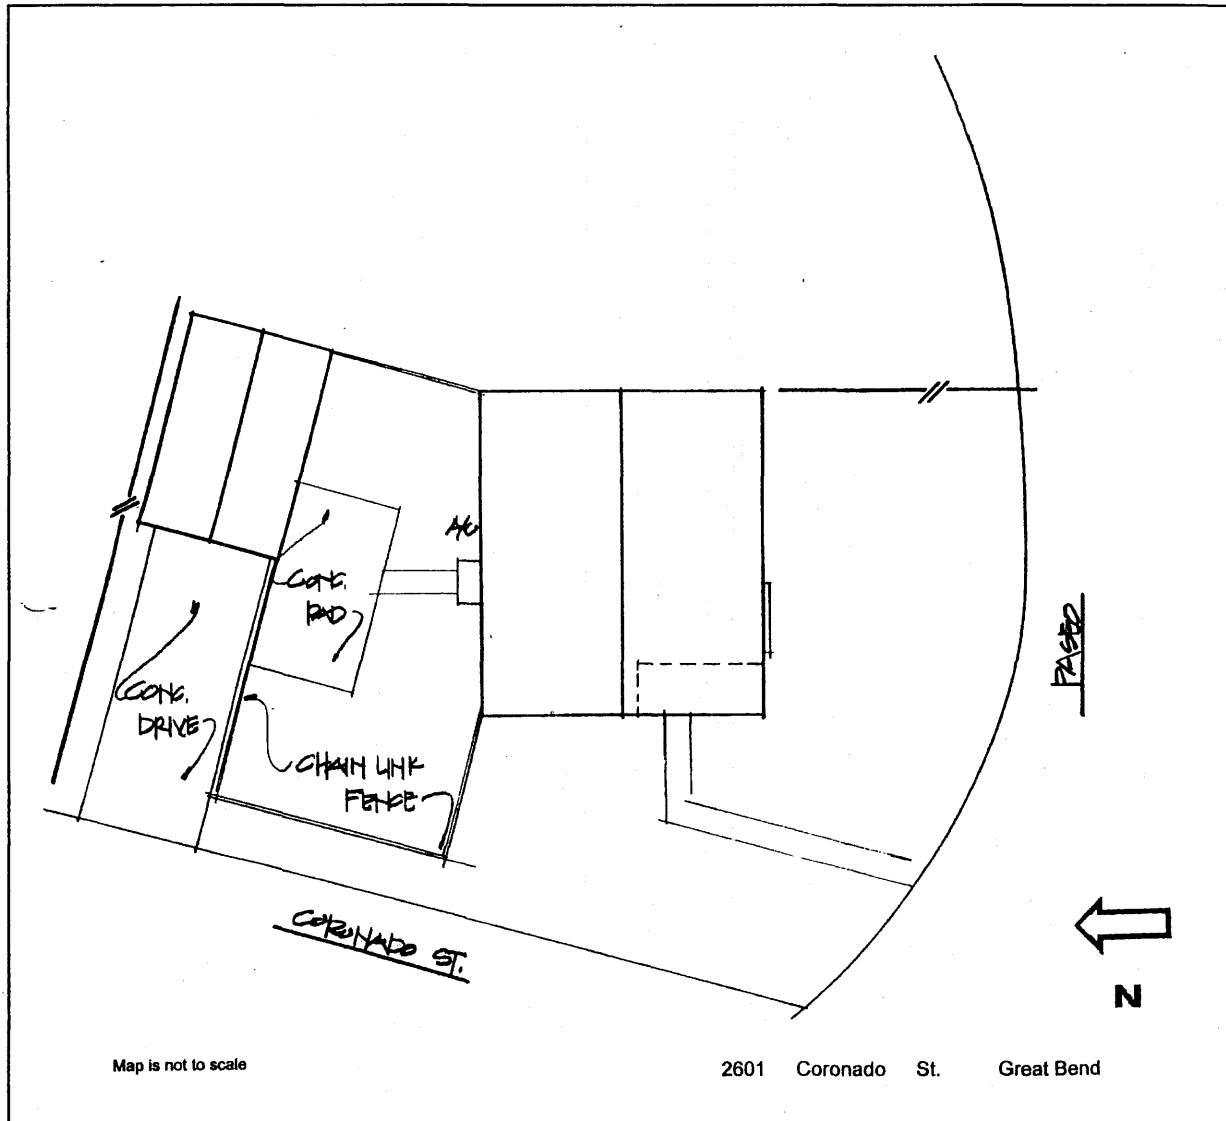 A/C
CONC.
PAD
CONC.
DRIVE
CHAIN LINK
FENCE
PASEO
CORONADO ST.
N
Map is not to scale
2601 Coronado St. Great Bend